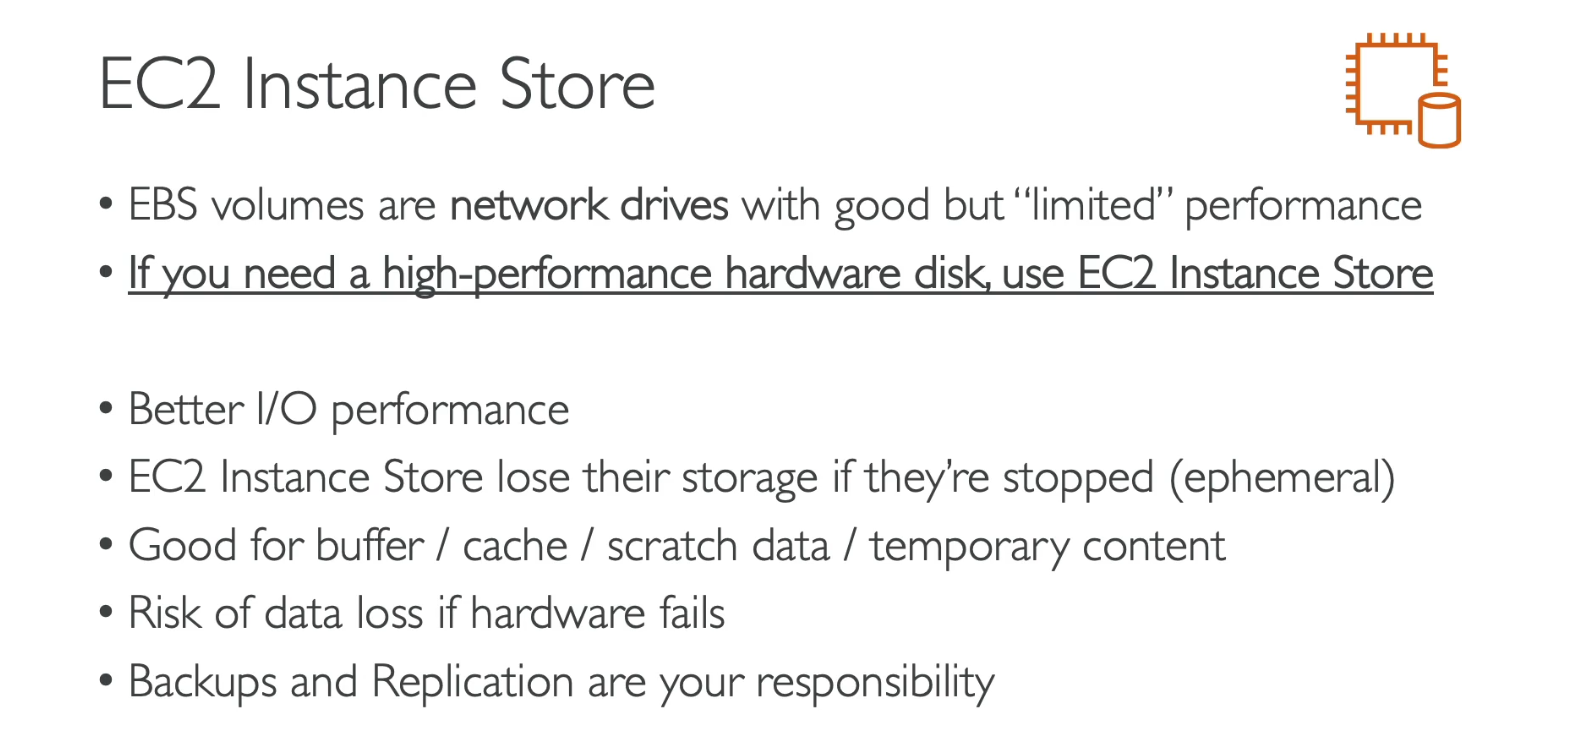 EC2 Instance Store
• EBS volumes are network drives with good but “limited” performance
• If you need a high-performance hardware disk, use EC2 Instance Store
• Better I/O performance
• EC2 Instance Store lose their storage if they’re stopped (ephemeral)
• Good for buffer / cache / scratch data / temporary content
• Risk of data loss if hardware fails
• Backups and Replication are your responsibility